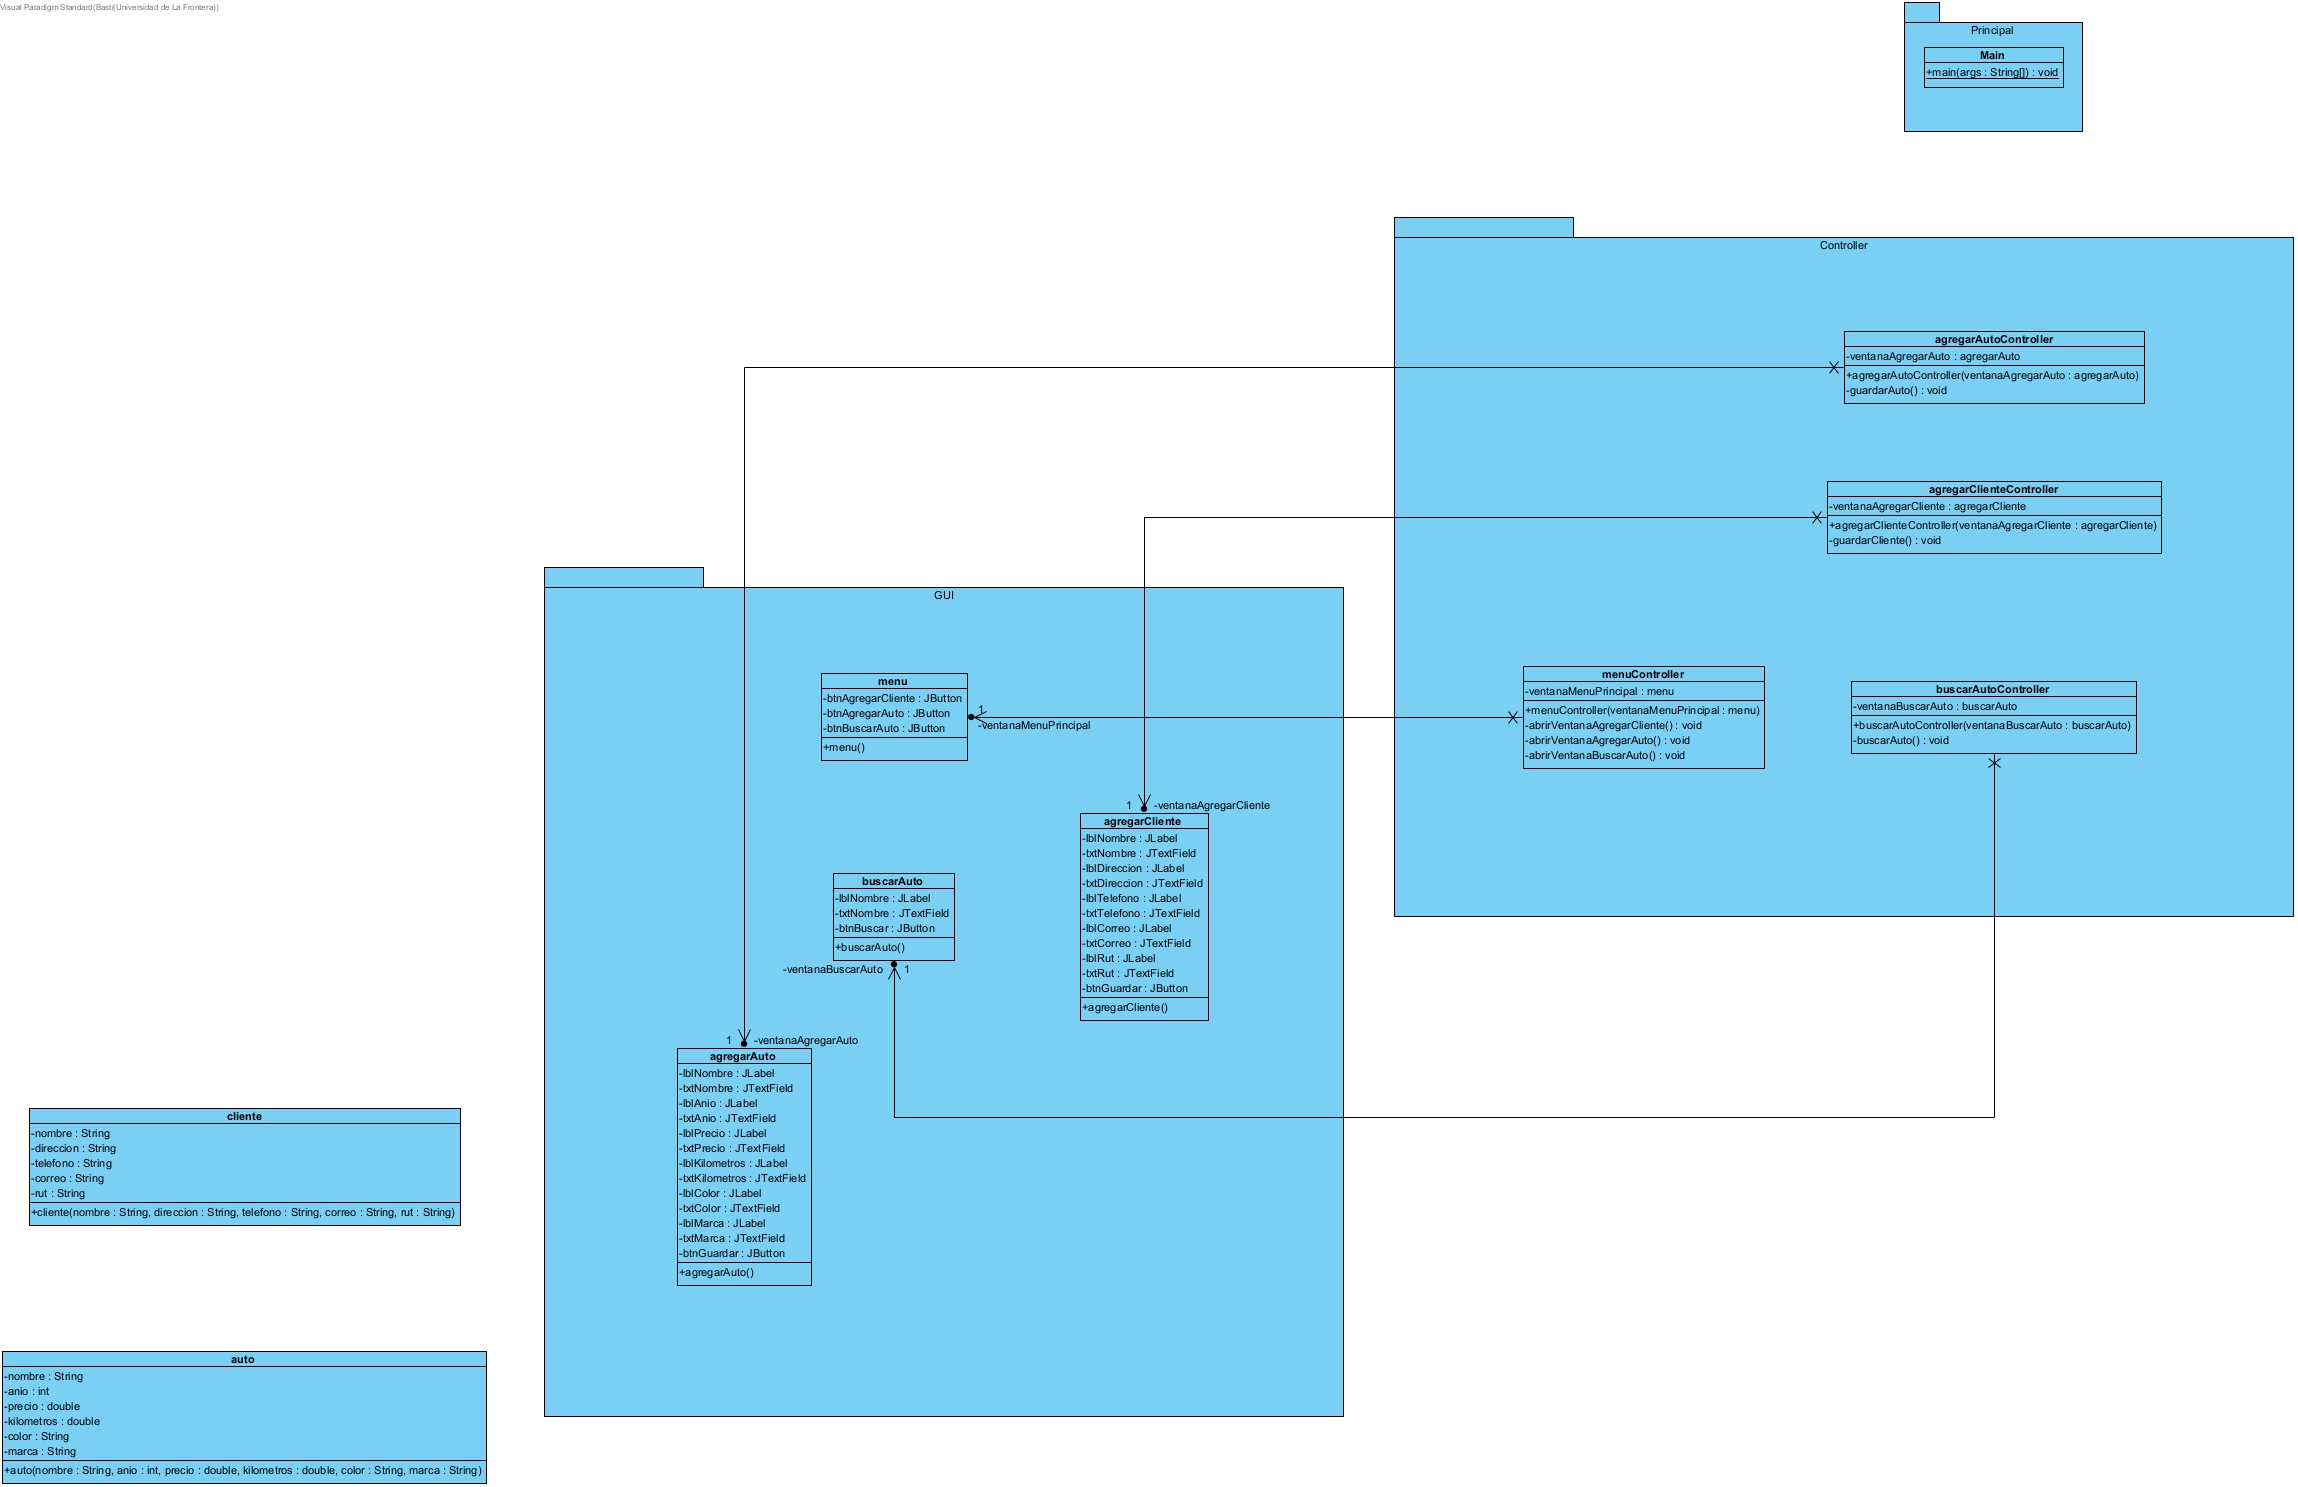 Visual Paradigm Standard(Basti(Universidad de La Frontera))
Principal
Main
+main(args : String[]) : void
Controller
agregarAutoController
-ventanaAgregarAuto : agregarAuto
+agregarAutoController(ventanaAgregarAuto : agregarAuto)
-guardarAuto() : void
agregarClienteController
-ventanaAgregarCliente : agregarCliente
+agregarClienteController(ventanaAgregarCliente : agregarCliente)
-guardarCliente() : void
menuController
-ventanaMenuPrincipal : menu
+menuController(ventanaMenuPrincipal : menu)
-abrirVentanaAgregarCliente() : void
-abrirVentanaAgregarAuto() : void
-abrirVentanaBuscarAuto() : void
buscarAutoController
-ventanaBuscarAuto : buscarAuto
+buscarAutoController(ventanaBuscarAuto : buscarAuto)
-buscarAuto() : void
GUI
menu
-btnAgregarCliente : JButton
-btnAgregarAuto : JButton
-btnBuscarAuto : JButton
+menu()
1
-ventanaMenuPrincipal
1
-ventanaAgregarCliente
agregarCliente
-lblNombre : JLabel
-txtNombre : JTextField
-lblDireccion : JLabel
-txtDireccion : JTextField
-lblTelefono : JLabel
-txtTelefono : JTextField
-lblCorreo : JLabel
-txtCorreo : JTextField
-lblRut : JLabel
-txtRut : JTextField
-btnGuardar : JButton
+agregarCliente()
buscarAuto
-lblNombre : JLabel
-txtNombre : JTextField
-btnBuscar : JButton
+buscarAuto()
-ventanaBuscarAuto
1
1
-ventanaAgregarAuto
agregarAuto
-lblNombre : JLabel
-txtNombre : JTextField
-lblAnio : JLabel
-txtAnio : JTextField
-lblPrecio : JLabel
-txtPrecio : JTextField
-lblKilometros : JLabel
-txtKilometros : JTextField
-lblColor : JLabel
-txtColor : JTextField
-lblMarca : JLabel
-txtMarca : JTextField
-btnGuardar : JButton
+agregarAuto()
cliente
-nombre : String
-direccion : String
-telefono : String
-correo : String
-rut : String
+cliente(nombre : String, direccion : String, telefono : String, correo : String, rut : String)
auto
-nombre : String
-anio : int
-precio : double
-kilometros : double
-color : String
-marca : String
+auto(nombre : String, anio : int, precio : double, kilometros : double, color : String, marca : String)